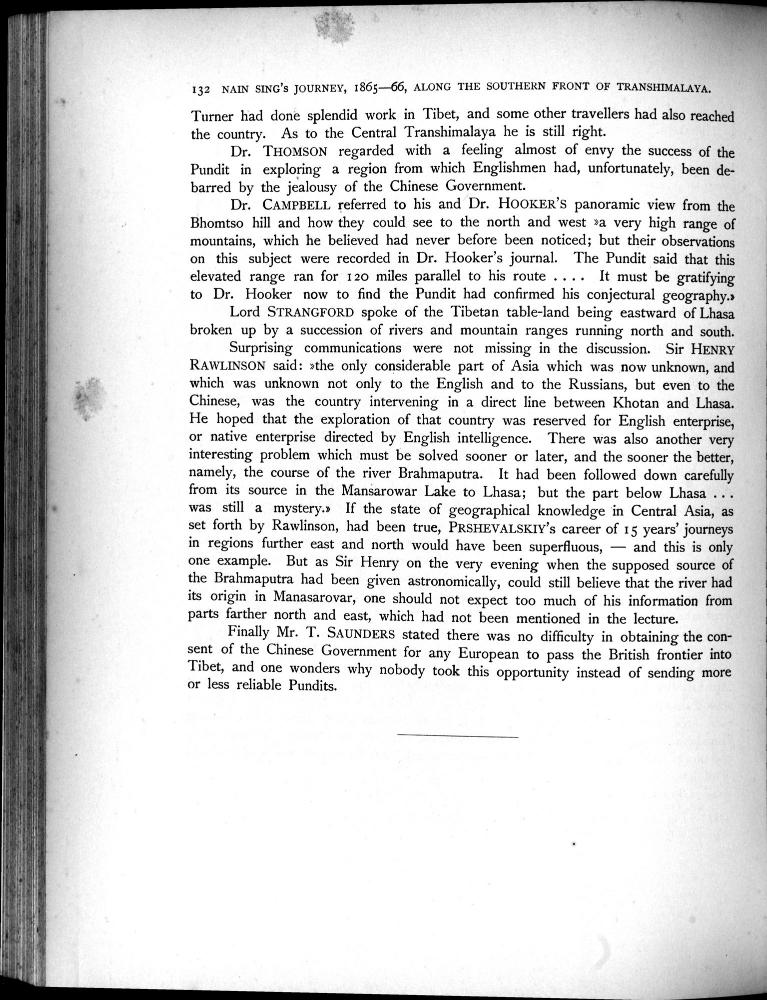 132 NAIN SING'S JOURNEY, 1865—66, ALONG THE SOUTHERN FRONT OF TRANSHIMALAYA.
Turner had done splendid work in Tibet, and some other travellers had also reached
the country. As to the Central Transhimalaya he is still right.
Dr. THOMSON regarded with a feeling almost of envy the success of the
Pundit in exploring a region from which Englishmen had, unfortunately, been de-
barred by the jealousy of the Chinese Government.
Dr. CAMPBELL referred to his and Dr. HOOKER'S panoramic view from the
Bhomtso hill and how they could see to the north and west »a very high range of
mountains, which he believed had never before been noticed; but their observations
on this subject were recorded in Dr. Hooker's journal. The Pundit said that this
elevated range ran for 120 miles parallel to his route .... It must be gratifying
to Dr. Hooker now to find the Pundit had confirmed his conjectural geography.»
Lord STRANGFORD spoke of the Tibetan table-land being eastward of Lhasa
broken up by a succession of rivers and mountain ranges running north and south.
Surprising communications were not missing in the discussion. Sir HENRY
RAWLINSON said: »the only considerable part of Asia which was now unknown, and
which was unknown not only to the English and to the Russians, but even to the
Chinese, was the country intervening in a direct line between Khotan and Lhasa.
He hoped that the exploration of that country was reserved for English enterprise,
or native enterprise directed by English intelligence. There was also another very
interesting problem which must be solved sooner or later, and the sooner the better,
namely, the course of the river Brahmaputra. It had been followed down carefully
from its source in the Mansarowar Lake to Lhasa; but the part below Lhasa ...
was still a mystery.» If the state of geographical knowledge in Central Asia, as
set forth by Rawlinson, had been true, PRSHEVALSKIY's career of 15 years' journeys
in regions further east and north would have been superfluous, — and this is only
one example. But as Sir Henry on the very evening when the supposed source of
the Brahmaputra had been given astronomically, could still believe that the river had
its origin in Manasarovar, one should not expect too much of his information from
parts farther north and east, which had not been mentioned in the lecture.
Finally Mr. T. SAUNDERS stated there was no difficulty in obtaining the con-
sent of the Chinese Government for any European to pass the British frontier into
Tibet, and one wonders why nobody took this opportunity instead of sending more
or less reliable Pundits.